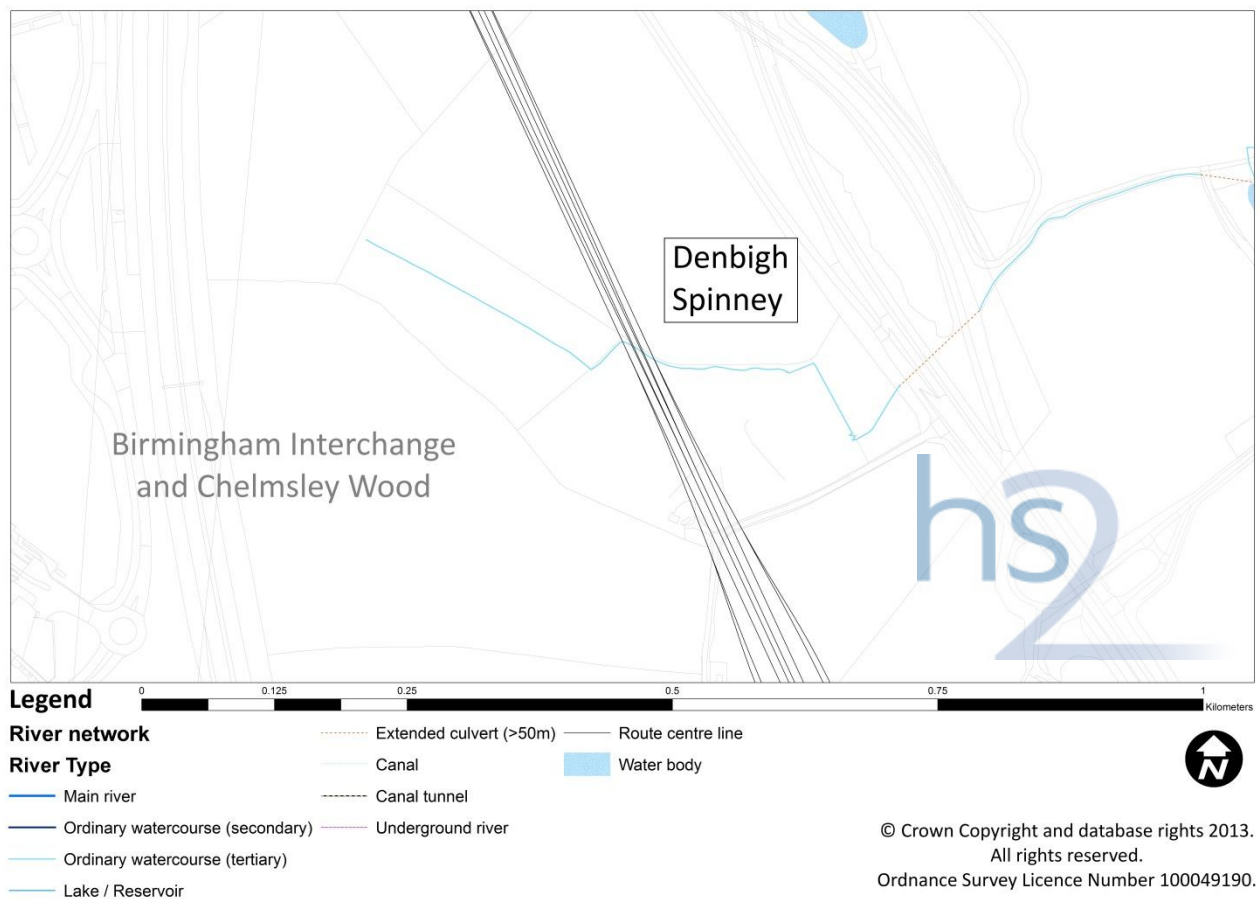 Denbigh
Spinney
Birmingham Interchange
and Chelmsley Wood
hs2
Legend
0 0.125 0.25 0.5 0.75 1
Kilometers
River network
River Type
Main river
Ordinary watercourse (secondary)
Ordinary watercourse (tertiary)
Lake / Reservoir
Extended culvert (>50m)
Canal
Canal tunnel
Underground river
Route centre line
Water body
N
© Crown Copyright and database rights 2013.
All rights reserved.
Ordnance Survey Licence Number 100049190.